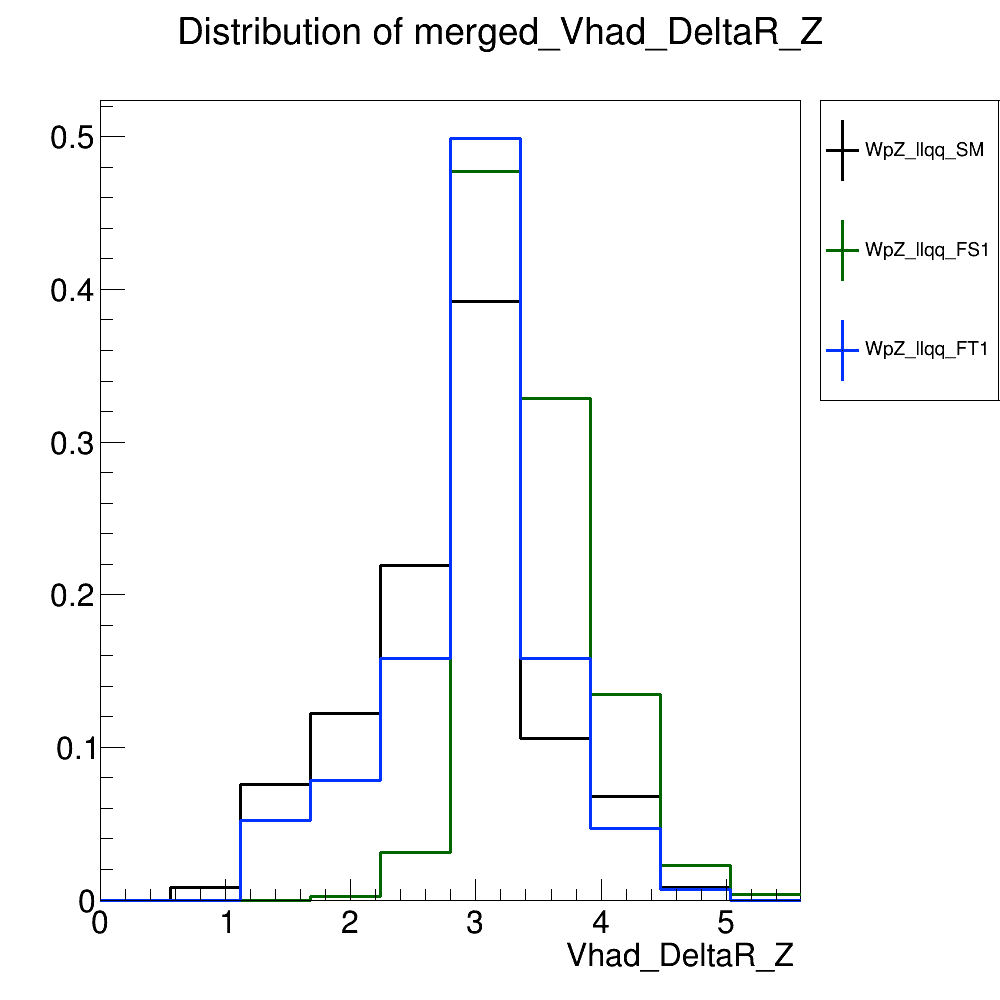 Distribution of merged_Vhad_DeltaR_Z
0.5
0.4
0.3
0.2
0.1
0
0 1 2 3 4 5
Vhad_DeltaR_Z
WpZ_llqq_SM
WpZ_llqq_FS1
WpZ_llqq_FT1